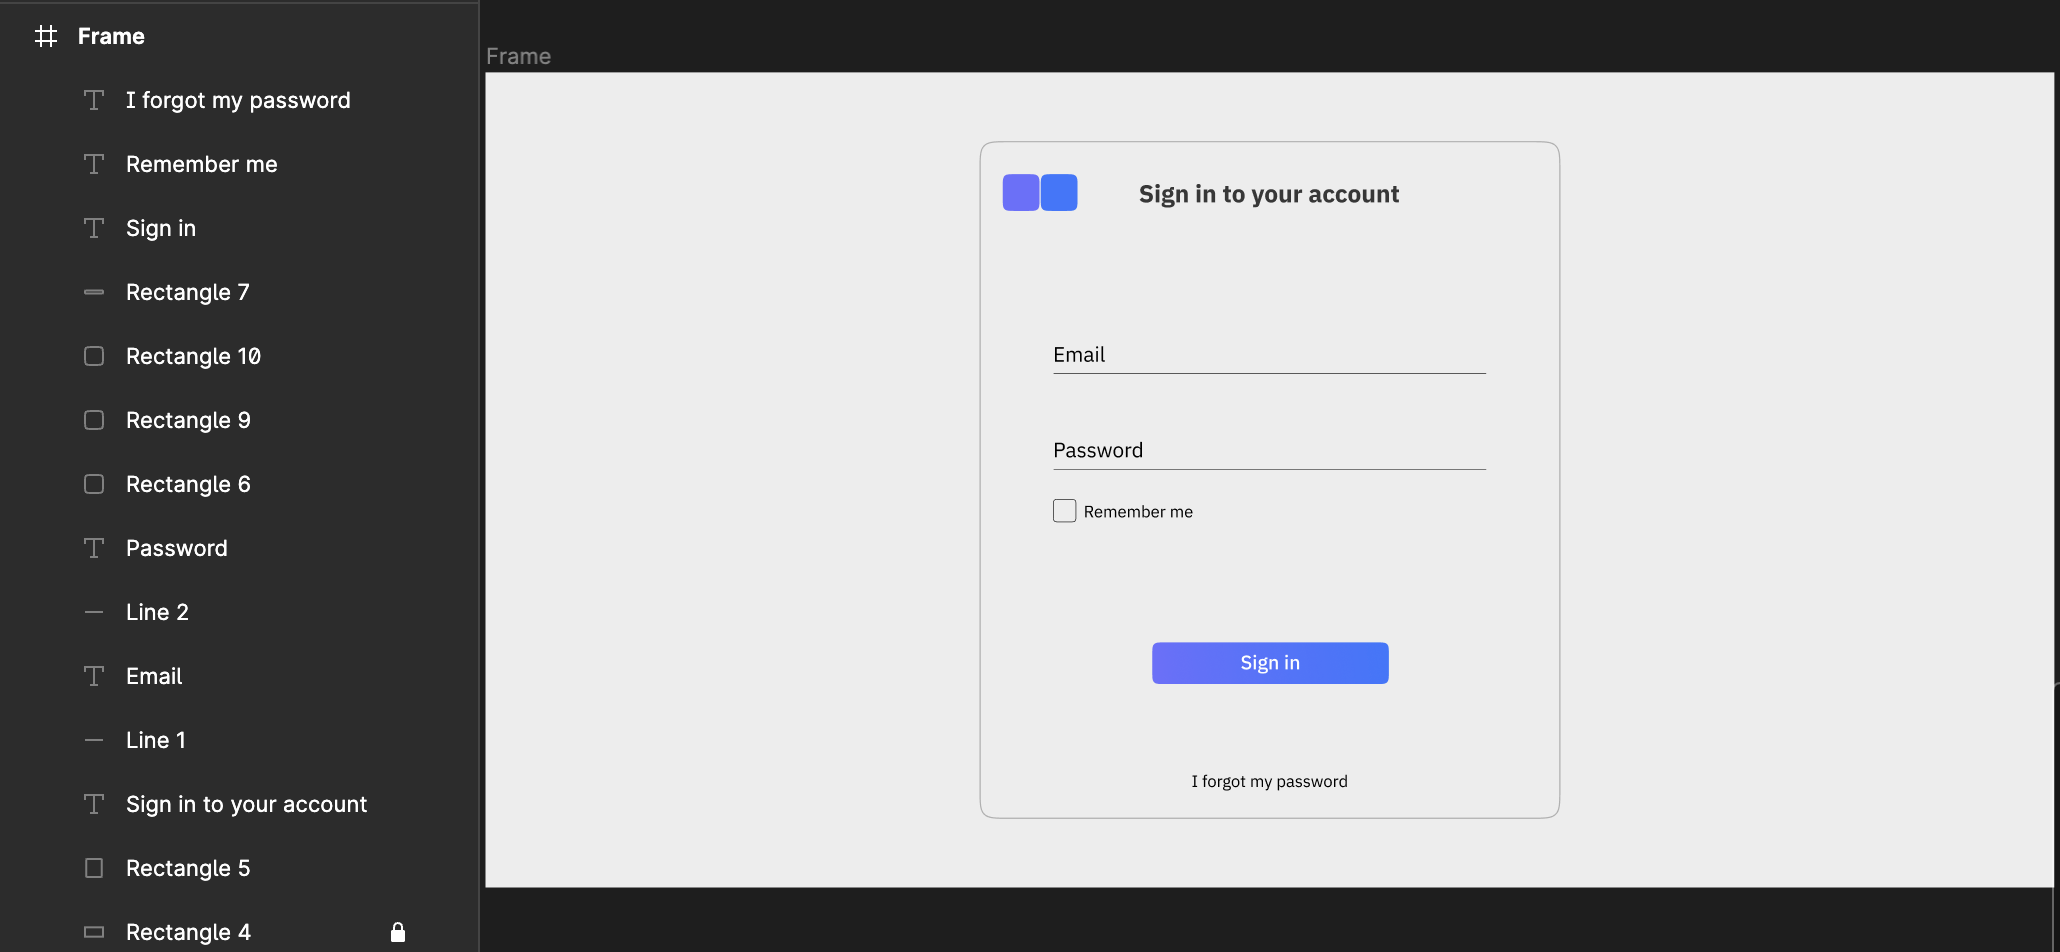 Frame
I forgot my password
Remember me
Sign in
Rectangle 7
Rectangle 10
Rectangle 9
Rectangle 6
Password
Line 2
Email
Line 1
Sign in to your account
Rectangle 5
Rectangle 4
Frame
Sign in to your account
Email
Password
Remember me
Sign in
I forgot my password